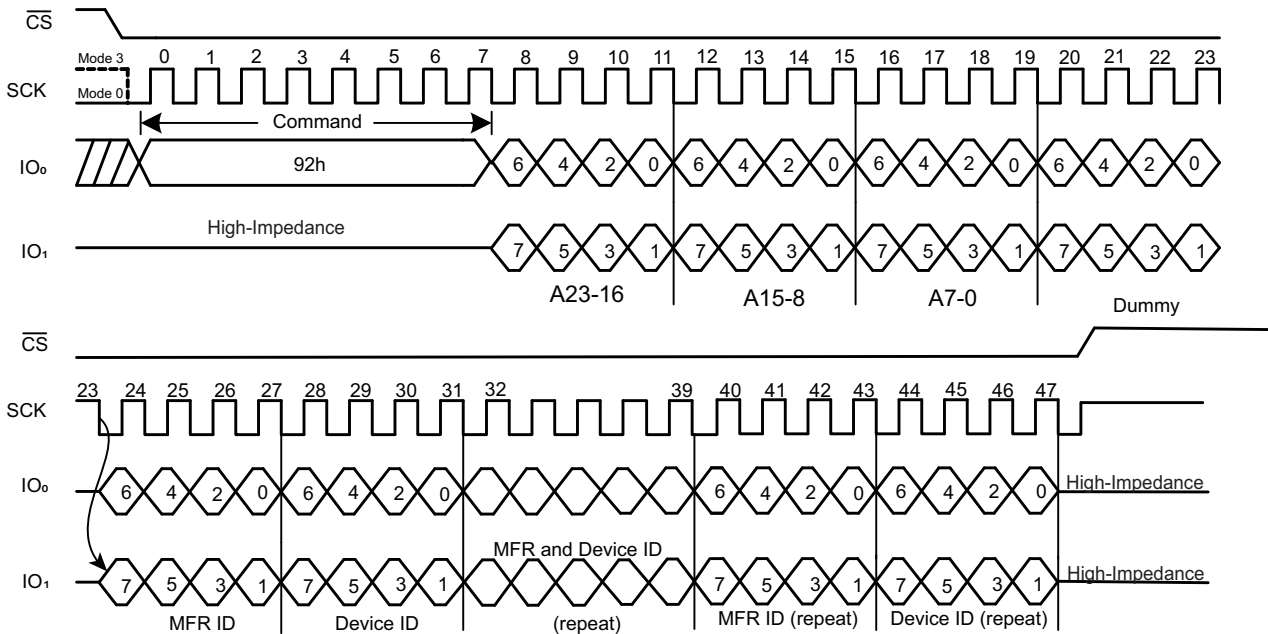 CS
Mode 3 0 1 2 3 4 5 6 7 8 9 10 11 12 13 14 15 16 17 18 19 20 21 22 23
SCK
Mode 0
Command
IO₀ 92h 6 4 2 0 6 4 2 0 6 4 2 0 6 4 2 0
High-Impedance
IO₁ 7 5 3 1 7 5 3 1 7 5 3 1 7 5 3 1
A23-16 A15-8 A7-0
Dummy
CS
23 24 25 26 27 28 29 30 31 32 39 40 41 42 43 44 45 46 47
SCK
IO₀ 6 4 2 0 6 4 2 0 6 4 2 0 6 4 2 0 High-Impedance
MFR and Device ID
IO₁ 7 5 3 1 7 5 3 1 7 5 3 1 7 5 3 1 High-Impedance
MFR ID Device ID (repeat) MFR ID (repeat) Device ID (repeat)